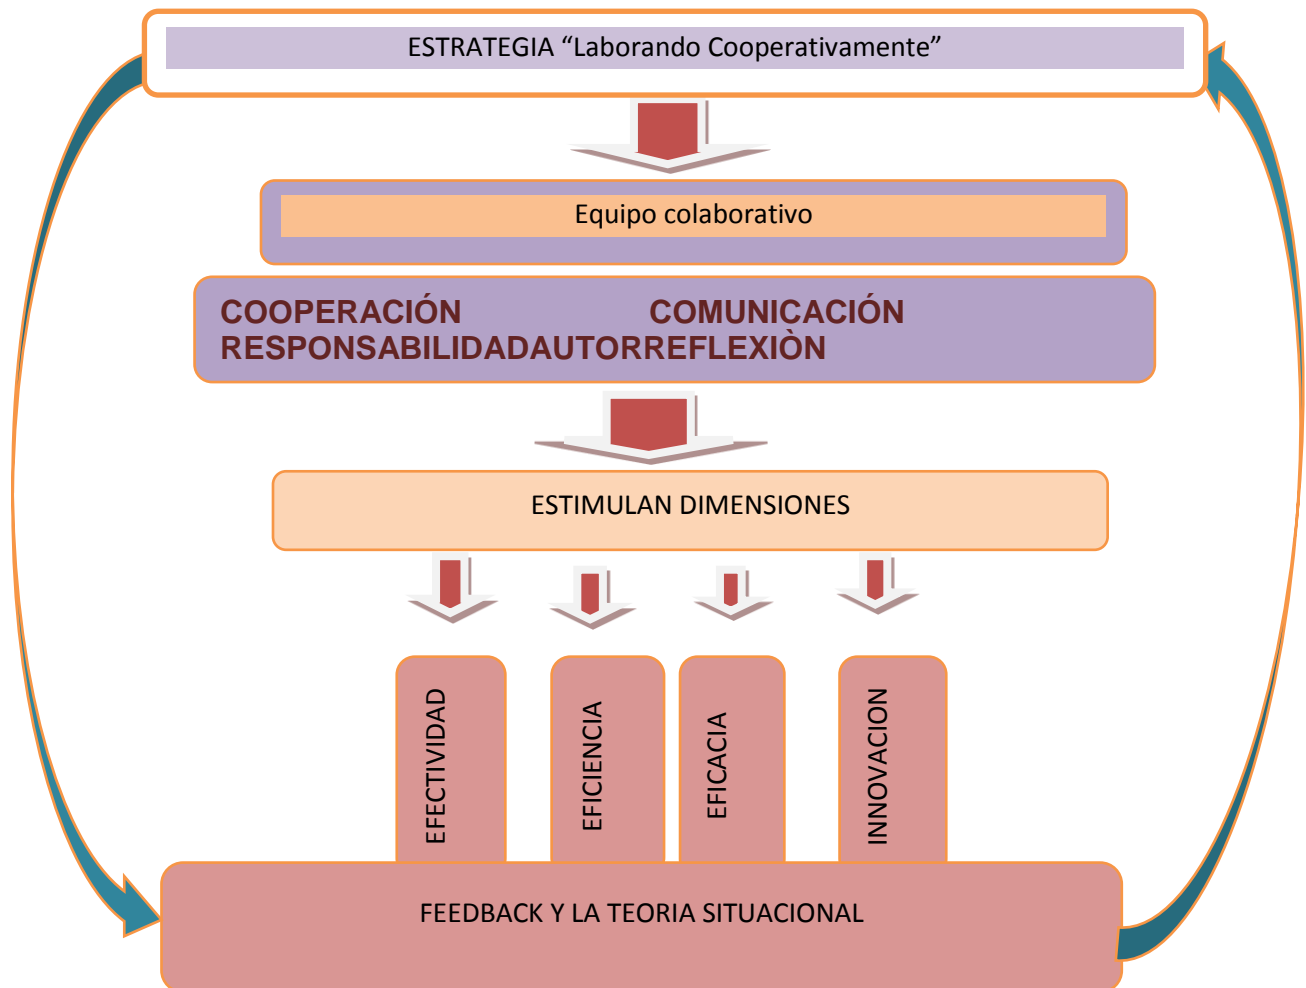 ESTRATEGIA “Laborando Cooperativamente”
Equipo colaborativo
COOPERACIÓN COMUNICACIÓN
RESPONSABILIDADAUTORREFLEXIÒN
ESTIMULAN DIMENSIONES
EFECTIVIDAD
EFICIENCIA
EFICACIA
INNOVACION
FEEDBACK Y LA TEORIA SITUACIONAL